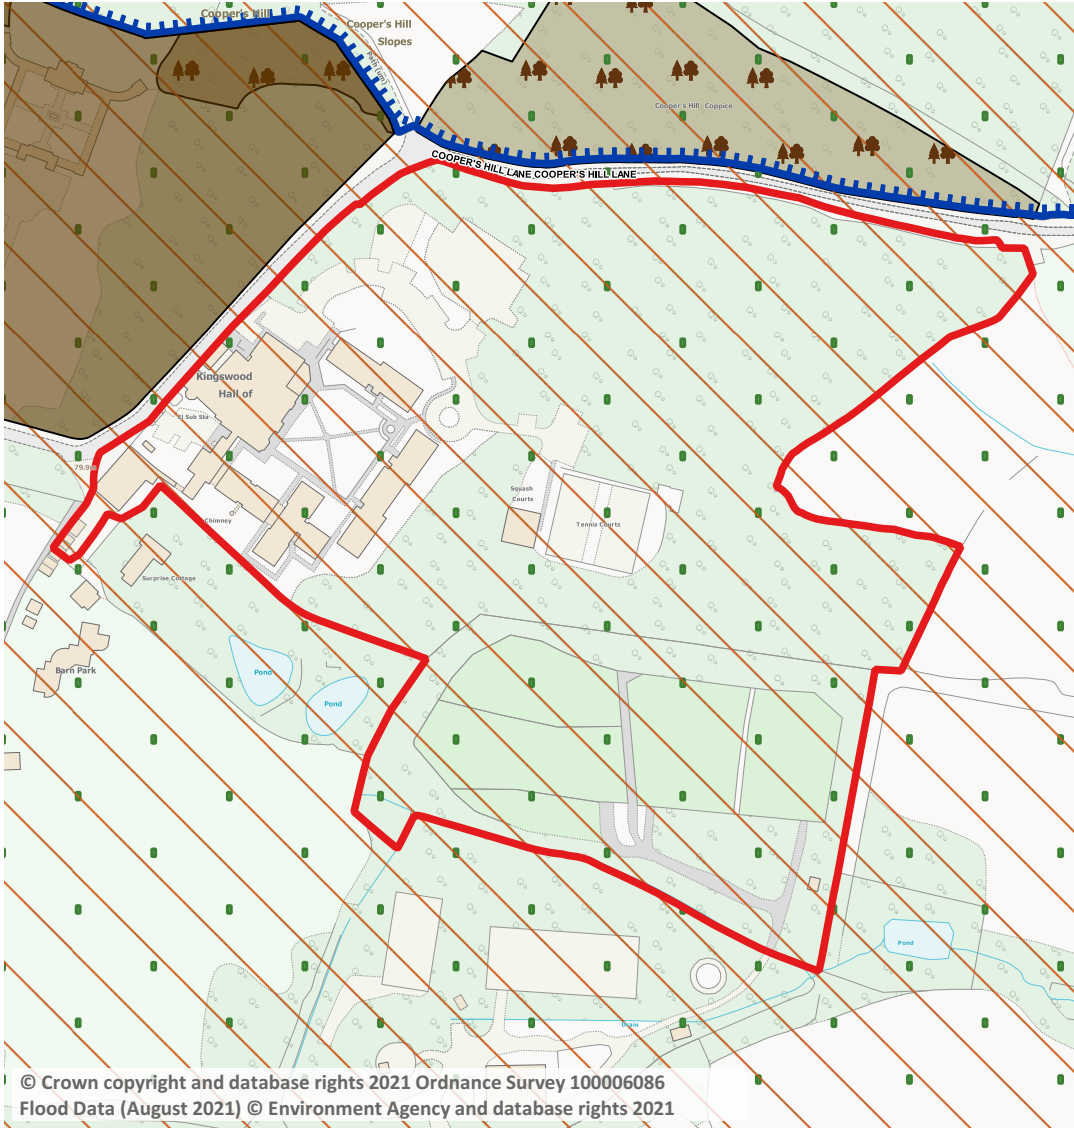 Cooper's Hill
Cooper's Hill
Slopes
Path (um)
Cooper's Hill Coppice
COOPER'S HILL LANE COOPER'S HILL LANE
Kingswood
Hall of
El Sub Sta
79.9m
Squash
Courts
Tennis Courts
Chimney
Surprise Cottage
Barn Park
Pond
Pond
Pond
Drain
© Crown copyright and database rights 2021 Ordnance Survey 100006086
Flood Data (August 2021) © Environment Agency and database rights 2021